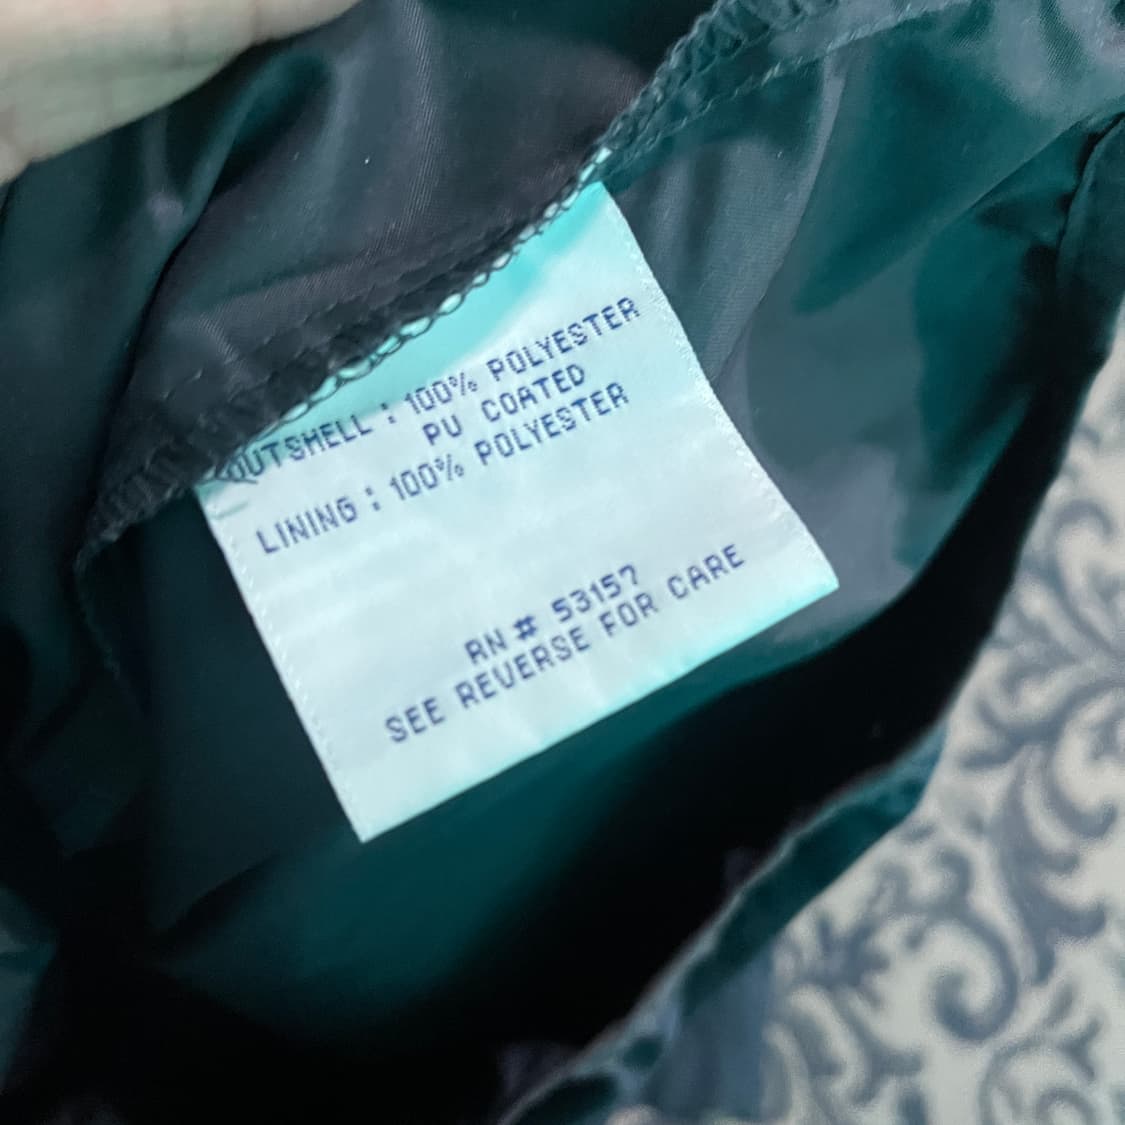 OUTSHELL : 100% POLYESTER
PU COATED
LINING : 100% POLYESTER
RN # 53157
SEE REVERSE FOR CARE